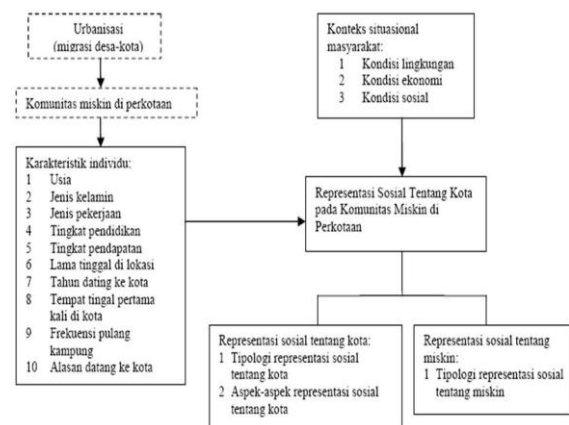 Urbanisasi
(migrasi desa-kota)
Komunitas miskin di perkotaan
Karakteristik individu:
1 Usia
2 Jenis kelamin
3 Jenis pekerjaan
4 Tingkat pendidikan
5 Tingkat pendapatan
6 Lama tinggal di lokasi
7 Tahun dating ke kota
8 Tempat tingal pertama
kali di kota
9 Frekuensi pulang
kampung
10 Alasan datang ke kota
Konteks situasional
masyarakat:
1 Kondisi lingkungan
2 Kondisi ekonomi
3 Kondisi sosial
Representasi Sosial Tentang Kota
pada Komunitas Miskin di
Perkotaan
Representasi sosial tentang kota:
1 Tipologi representasi sosial
tentang kota
2 Aspek-aspek representasi sosial
tentang kota
Representasi sosial tentang
miskin:
1 Tipologi representasi sosial
tentang miskin